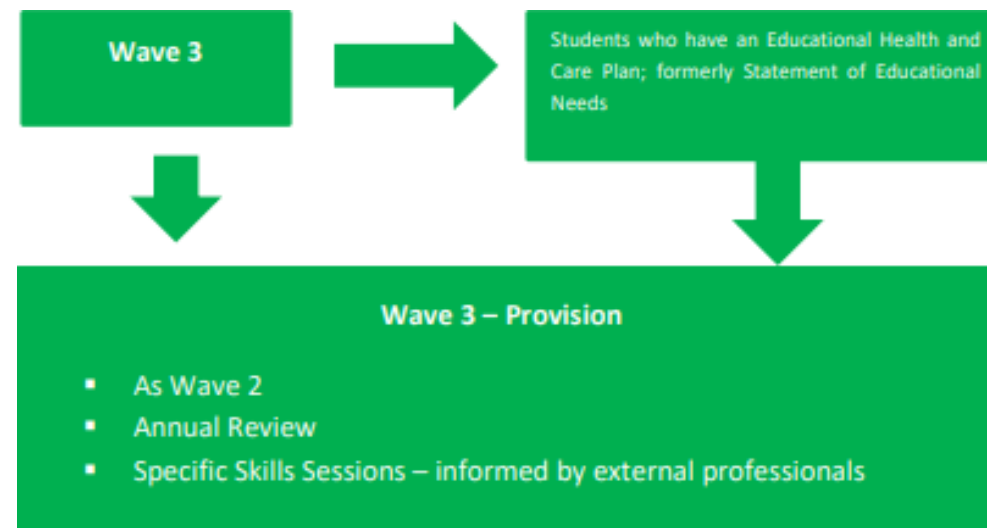 Wave 3
Students who have an Educational Health and
Care Plan; formerly Statement of Educational
Needs
Wave 3 – Provision
▪ As Wave 2
▪ Annual Review
▪ Specific Skills Sessions – informed by external professionals